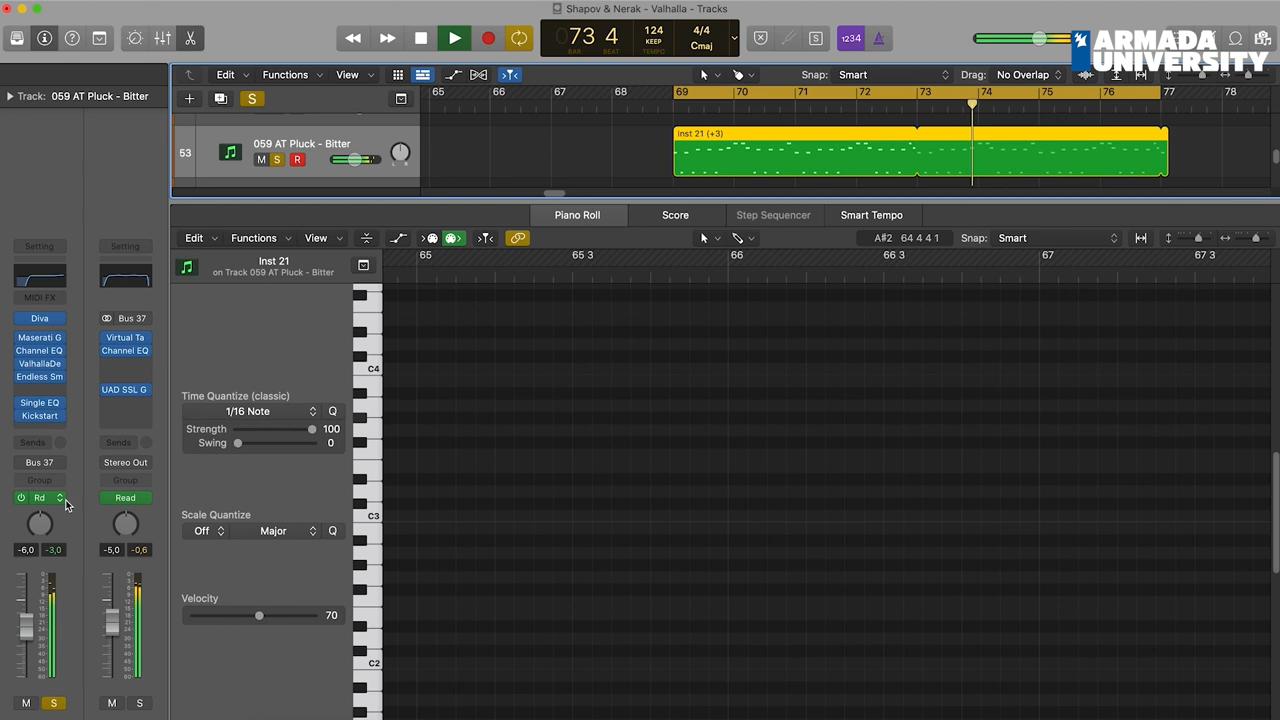 Shapov & Nerak - Valhalla - Tracks
73 4
BAR BEAT
124
KEEP
TEMPO
4/4
Cmaj
1234
ARMADA
UNIVERSITY
Track: 059 AT Pluck - Bitter
Edit Functions View
Snap: Smart
Drag: No Overlap
65 66 67 68 69 70 71 72 73 74 75 76 77 78
53
059 AT Pluck - Bitter
M S R
L R
Inst 21 (+3)
Piano Roll Score Step Sequencer Smart Tempo
Edit Functions View
A#2 64 4 4 1
Snap: Smart
Inst 21
on Track 059 AT Pluck - Bitter
65 65 3 66 66 3 67 67 3
Setting Setting
MIDI FX
Diva Bus 37
Maserati G Virtual Ta
Channel EQ Channel EQ
ValhallaDe
Endless Sm
UAD SSL G
Single EQ
Kickstart
Sends Sends
Bus 37 Stereo Out
Group Group
Rd Read
-6,0 -3,0 -5,0 -0,6
M S M S
Time Quantize (classic)
1/16 Note Q
Strength 100
Swing 0
Scale Quantize
Off Major Q
Velocity
70
C4
C3
C2